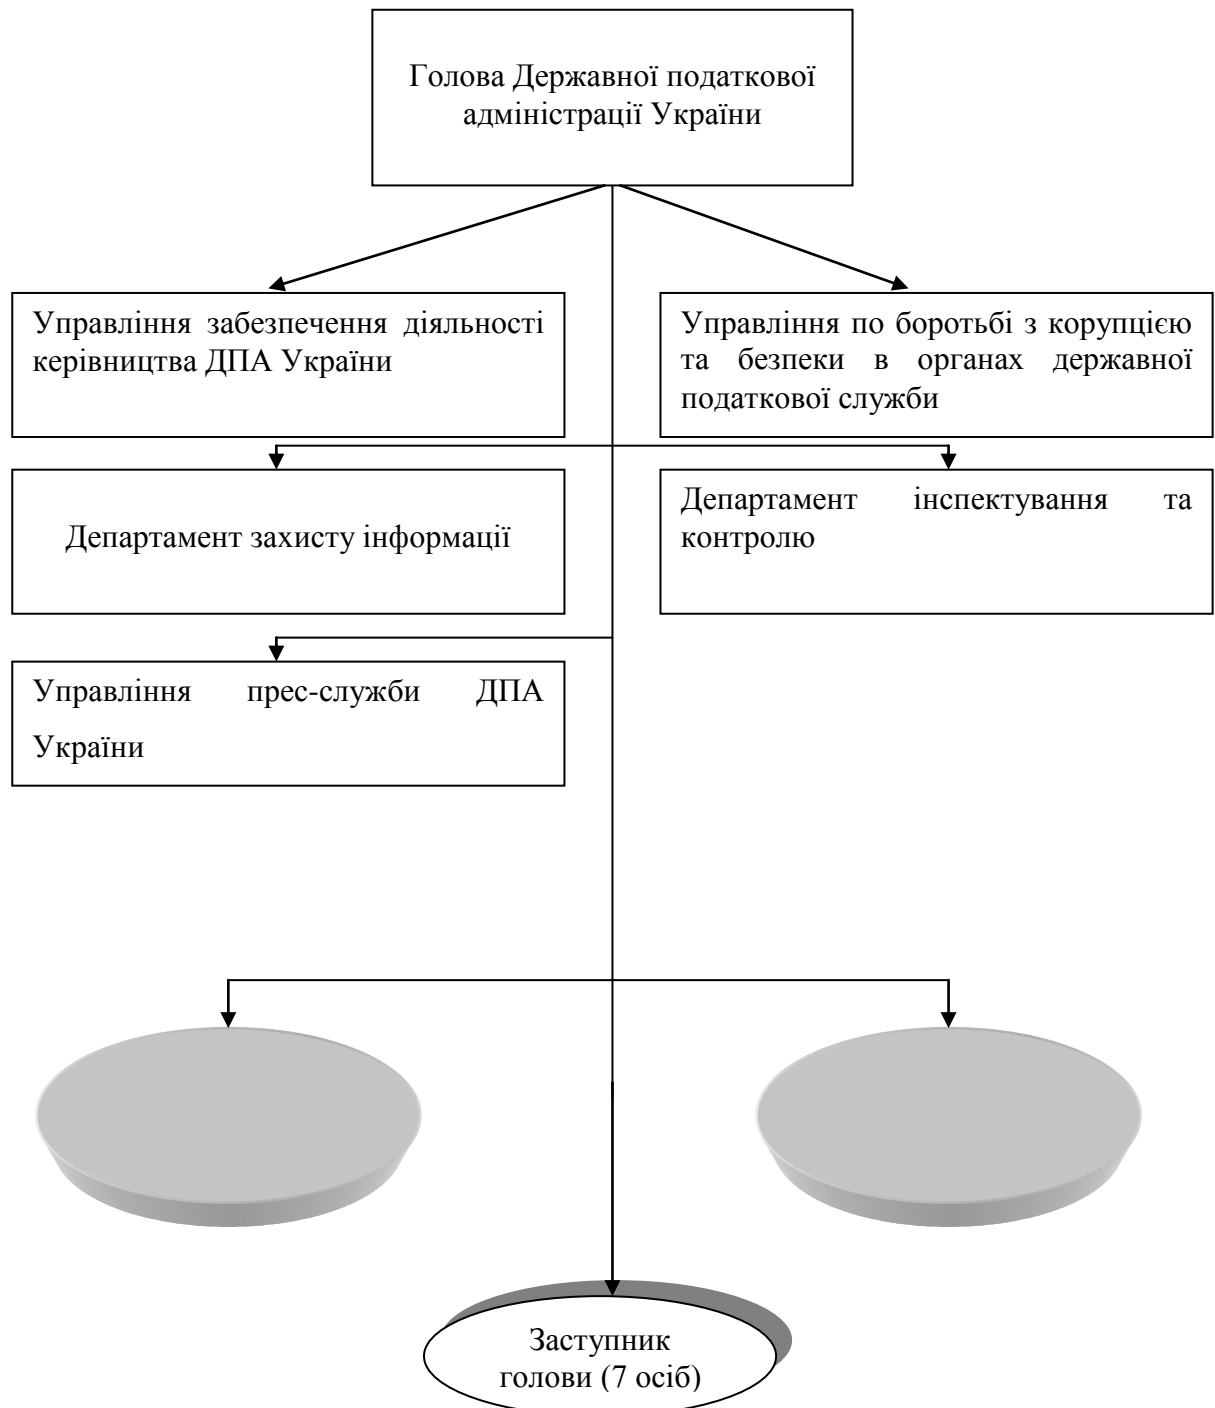 Голова Державної податкової
адміністрації України
Управління забезпечення діяльності
керівництва ДПА України
Управління по боротьбі з корупцією
та безпеки в органах державної
податкової служби
Департамент захисту інформації
Департамент інспектування та
контролю
Управління прес-служби ДПА
України
Заступник
голови (7 осіб)